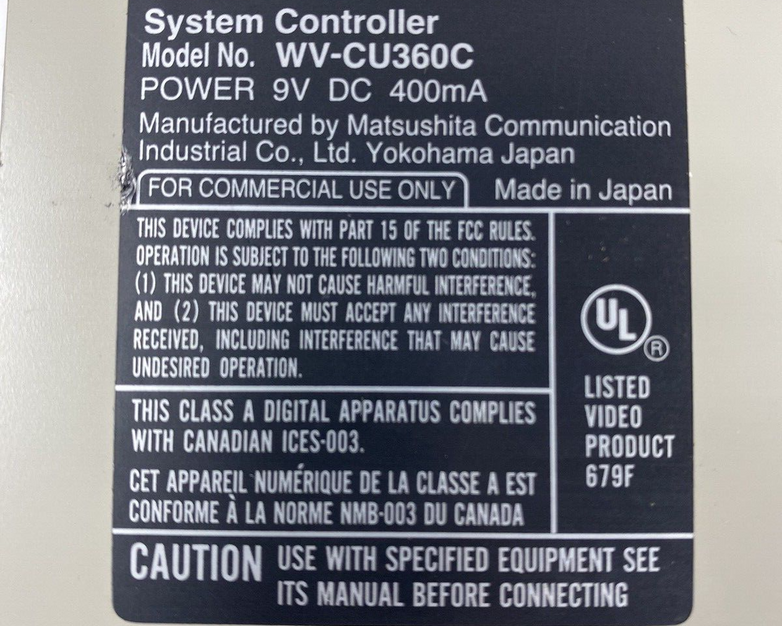 System Controller
Model No. WV-CU360C
POWER 9V DC 400mA
Manufactured by Matsushita Communication
Industrial Co., Ltd. Yokohama Japan
FOR COMMERCIAL USE ONLY Made in Japan
THIS DEVICE COMPLIES WITH PART 15 OF THE FCC RULES.
OPERATION IS SUBJECT TO THE FOLLOWING TWO CONDITIONS:
(1) THIS DEVICE MAY NOT CAUSE HARMFUL INTERFERENCE,
AND (2) THIS DEVICE MUST ACCEPT ANY INTERFERENCE
RECEIVED, INCLUDING INTERFERENCE THAT MAY CAUSE
UNDESIRED OPERATION.
THIS CLASS A DIGITAL APPARATUS COMPLIES
WITH CANADIAN ICES-003.
CET APPAREIL NUMÉRIQUE DE LA CLASSE A EST
CONFORME À LA NORME NMB-003 DU CANADA
UL ®
LISTED
VIDEO
PRODUCT
679F
CAUTION USE WITH SPECIFIED EQUIPMENT SEE
ITS MANUAL BEFORE CONNECTING